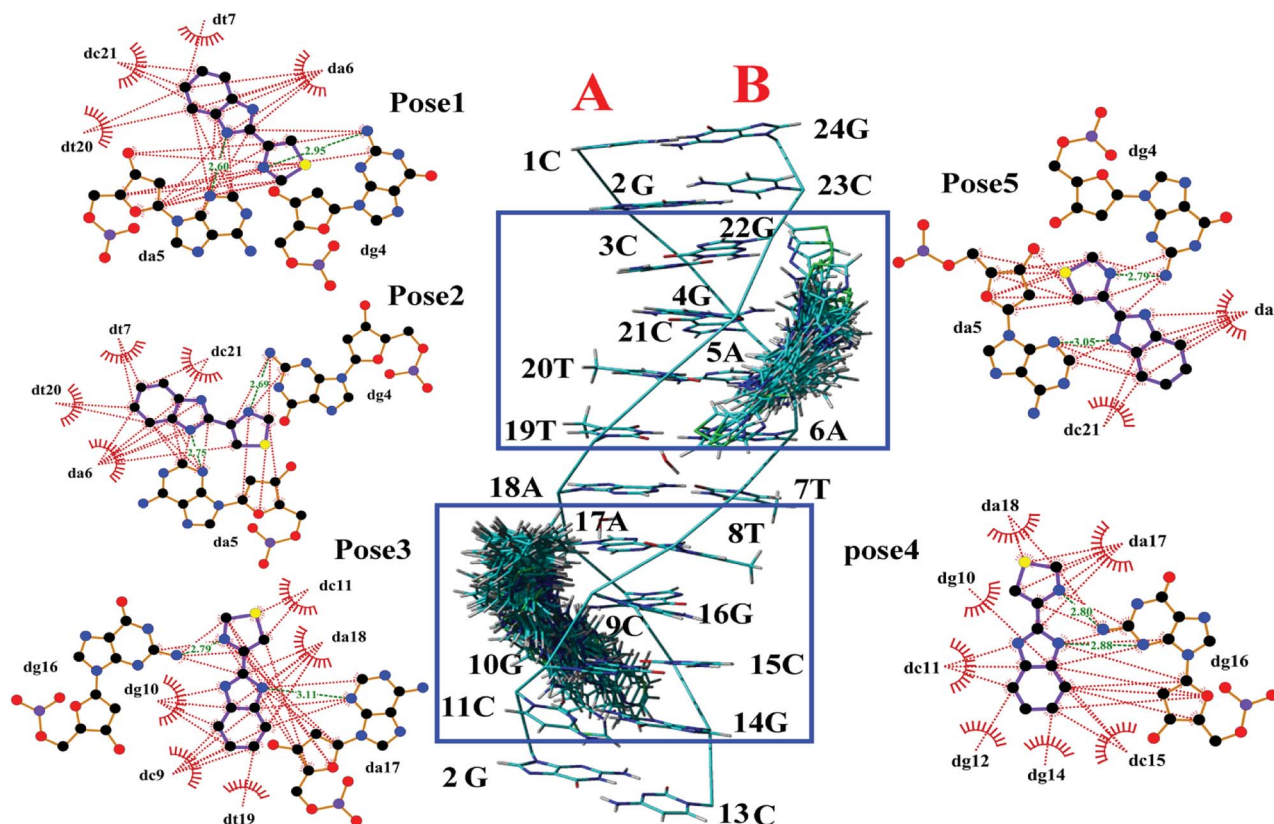 dt7
dc21
da6
Pose1
dt20
2.60
2.95
da5
dg4
Pose2
dt7
dc21
dt20
2.69
dg4
da6
2.75
da5
Pose3
dc11
da18
2.79
dg16
dg10
3.11
dc9
da17
dt19
A
B
24G
1C
2G
23C
22G
3C
4G
21C
5A
20T
19T
6A
18A
7T
17A
8T
16G
9C
10G
15C
11C
14G
2 G
13C
dg4
Pose5
2.79
da
da5
3.05
dc21
pose4
da18
da17
dg10
2.80
2.88
dc11
dg16
dg12
dg14
dc15